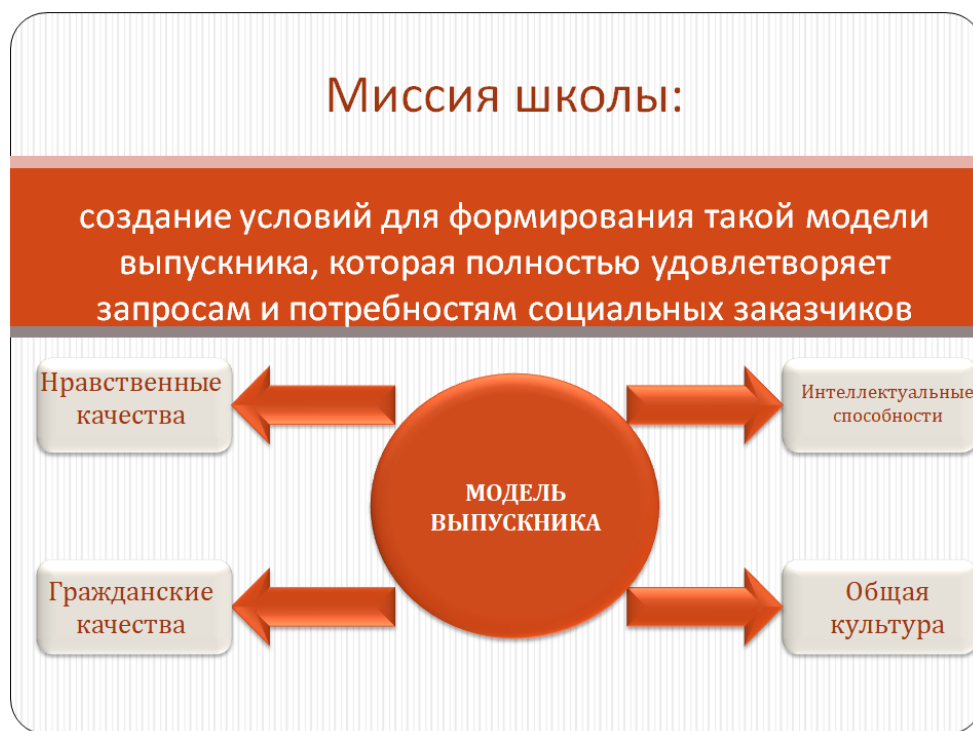 Миссия школы:
создание условий для формирования такой модели
выпускника, которая полностью удовлетворяет
запросам и потребностям социальных заказчиков
Нравственные
качества
Интеллектуальные
способности
МОДЕЛЬ
ВЫПУСКНИКА
Гражданские
качества
Общая
культура